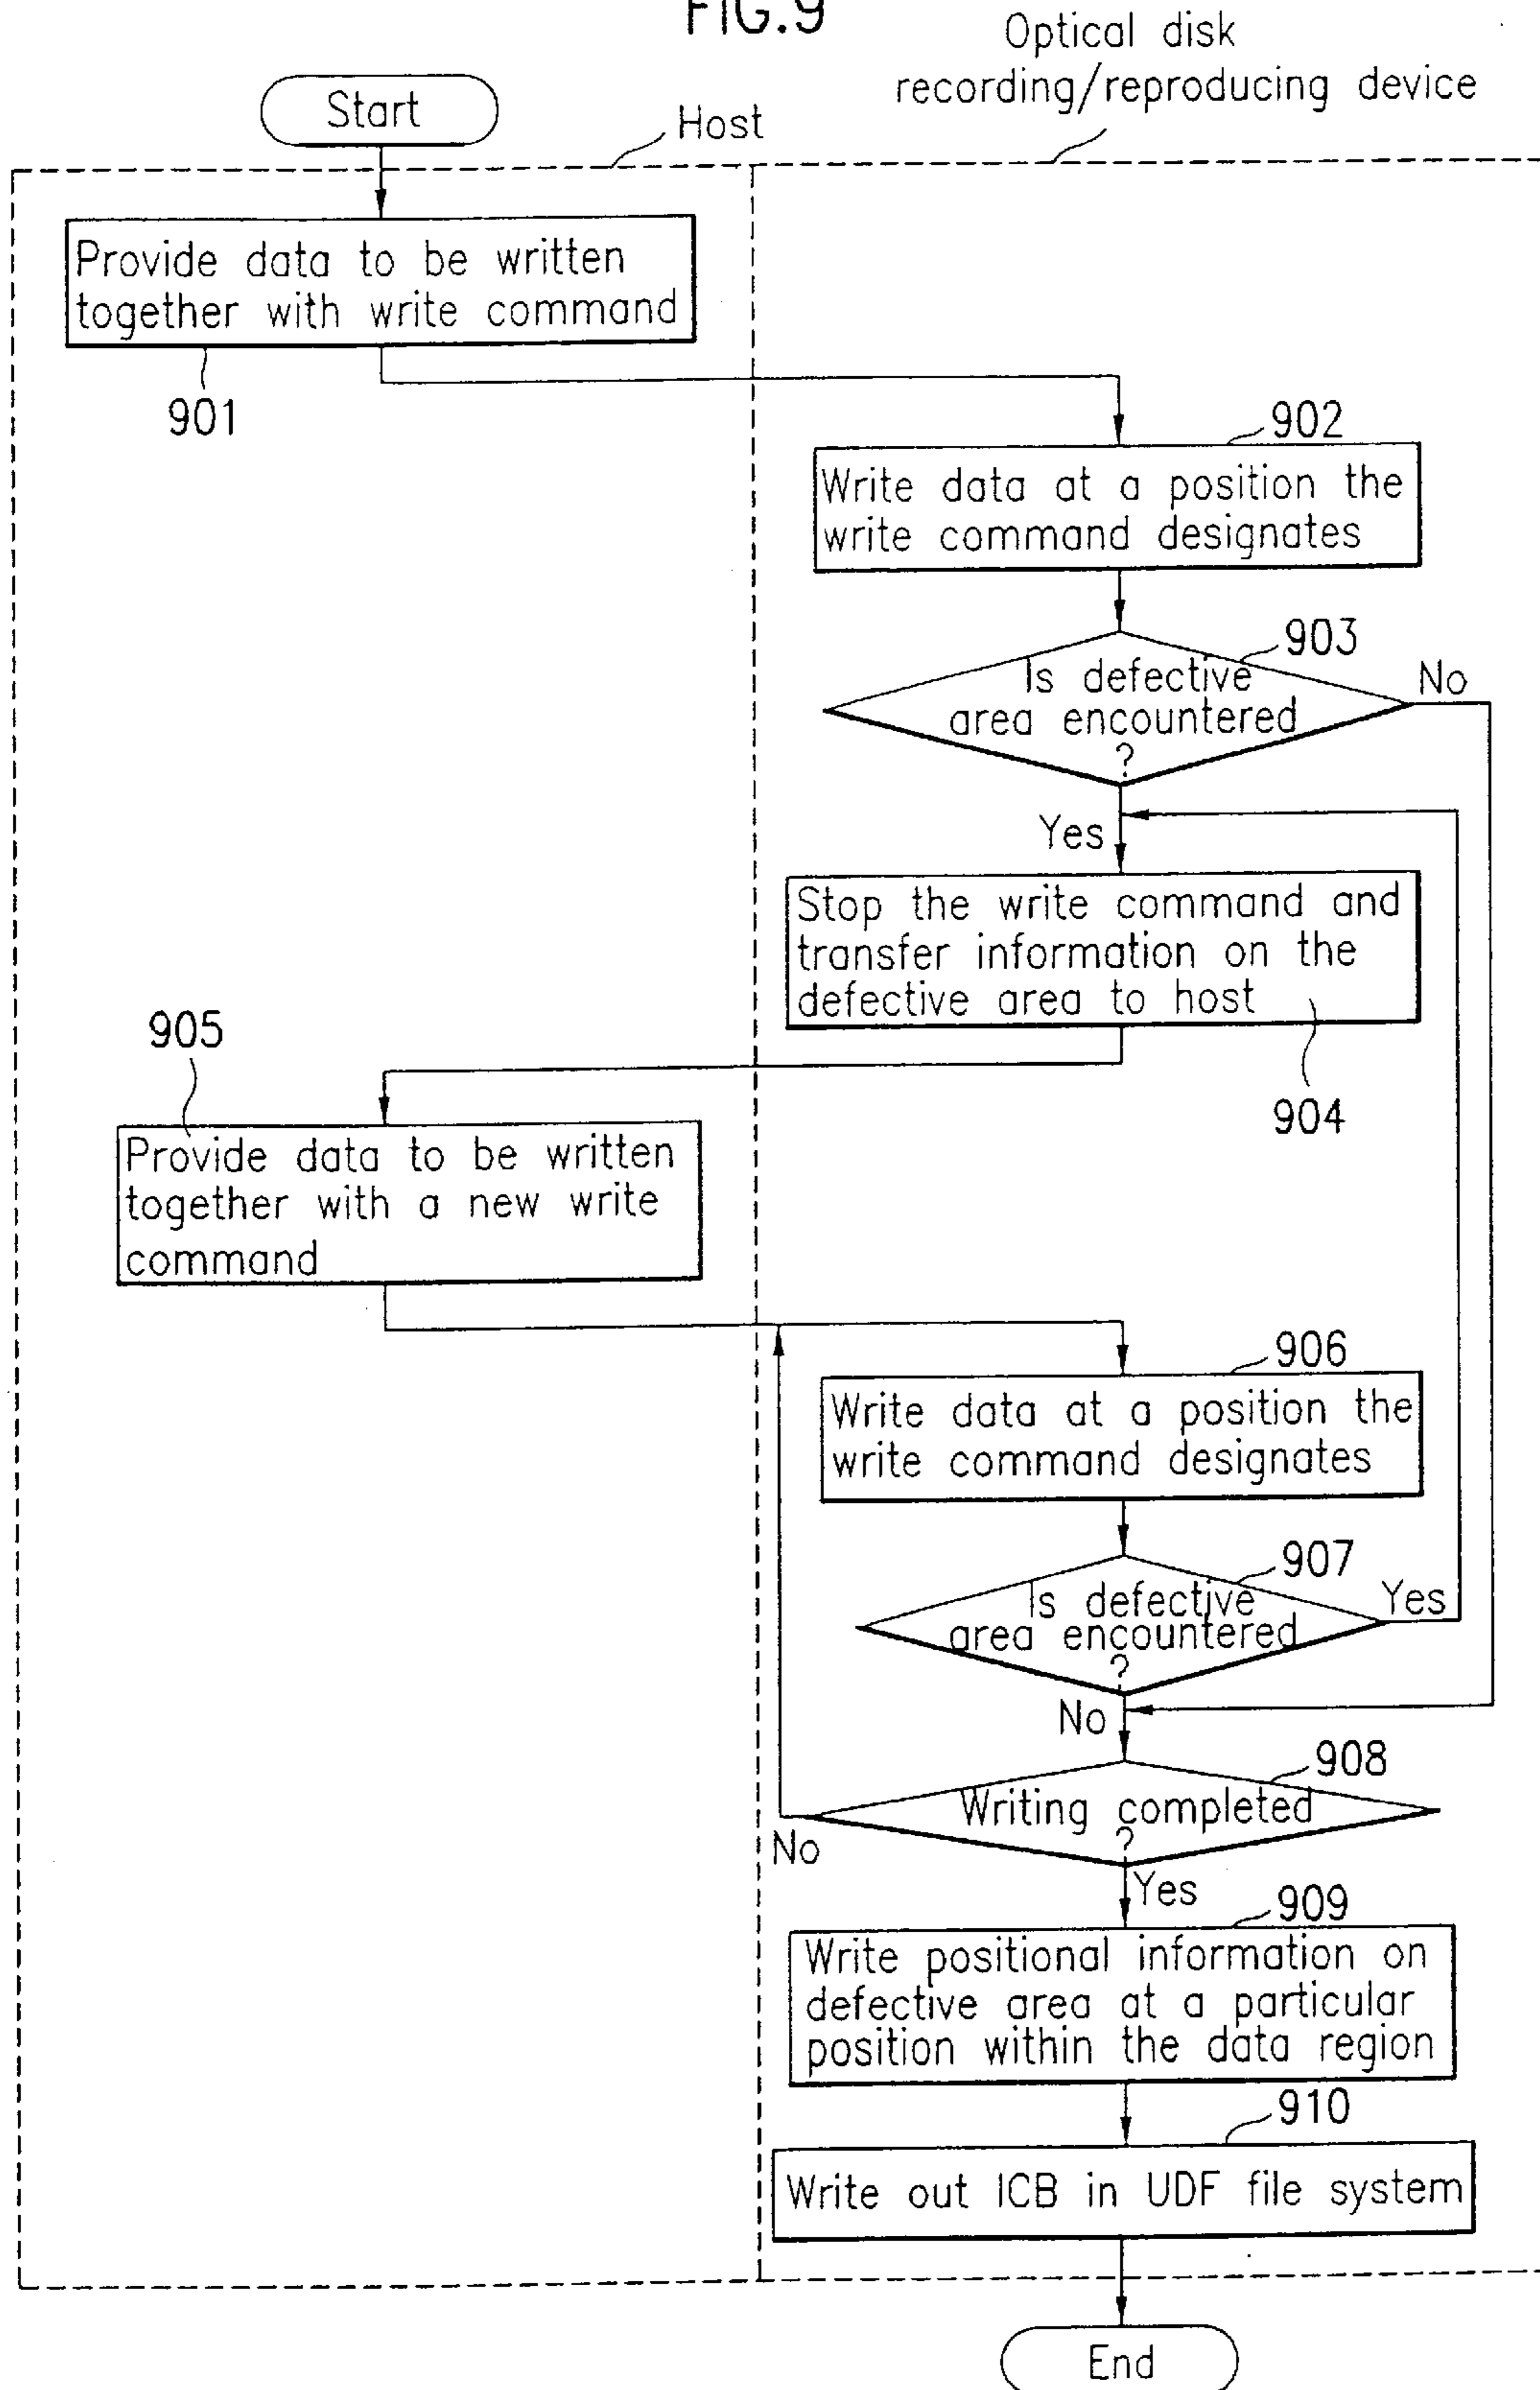 FIG.9
Optical disk
recording/reproducing device
Start
Host
Provide data to be written
together with write command
901
902
Write data at a position the
write command designates
903
Is defective
area encountered
?
No
Yes
Stop the write command and
transfer information on the
defective area to host
904
905
Provide data to be written
together with a new write
command
906
Write data at a position the
write command designates
907
Is defective
area encountered
?
Yes
No
908
Writing completed
?
No
Yes
909
Write positional information on
defective area at a particular
position within the data region
910
Write out ICB in UDF file system
End